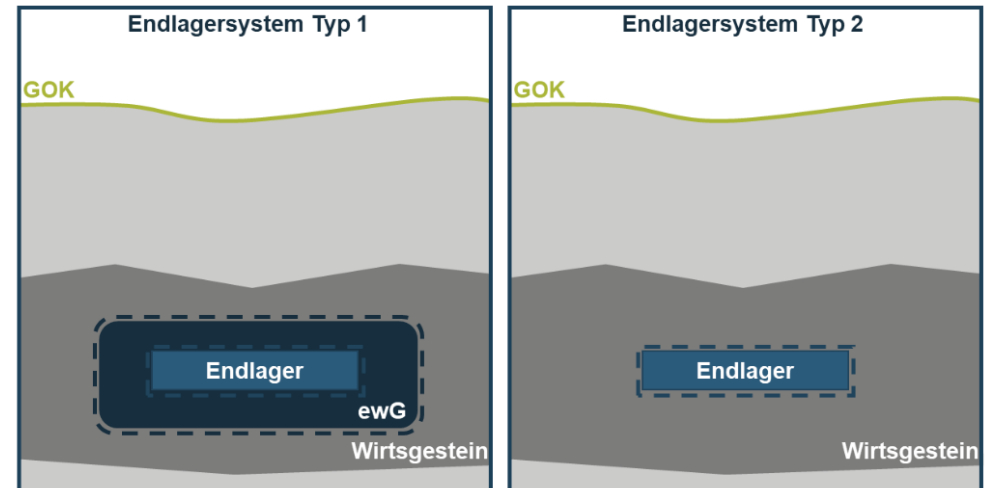 Endlagersystem Typ 1
GOK
Endlager
ewG
Wirtsgestein
Endlagersystem Typ 2
GOK
Endlager
Wirtsgestein